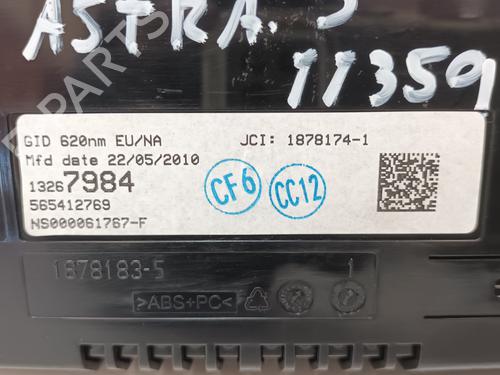 ASTRA. J
11359
GID 620nm EU/NA JCI: 1878174-1
Mfd date 22/05/2010
13267984
565412769
NS000061767-F
CF6
CC12
1878183-5 1
>ABS+PC<